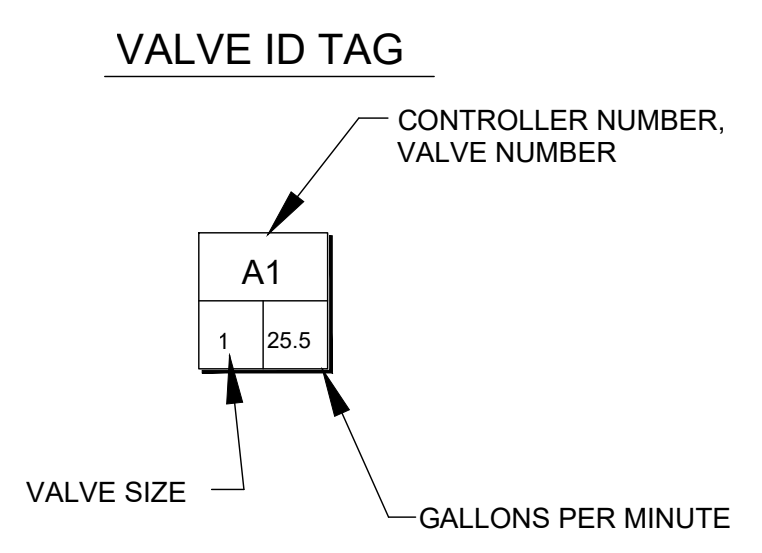 VALVE ID TAG
CONTROLLER NUMBER,
VALVE NUMBER
A1
1 25.5
VALVE SIZE
GALLONS PER MINUTE